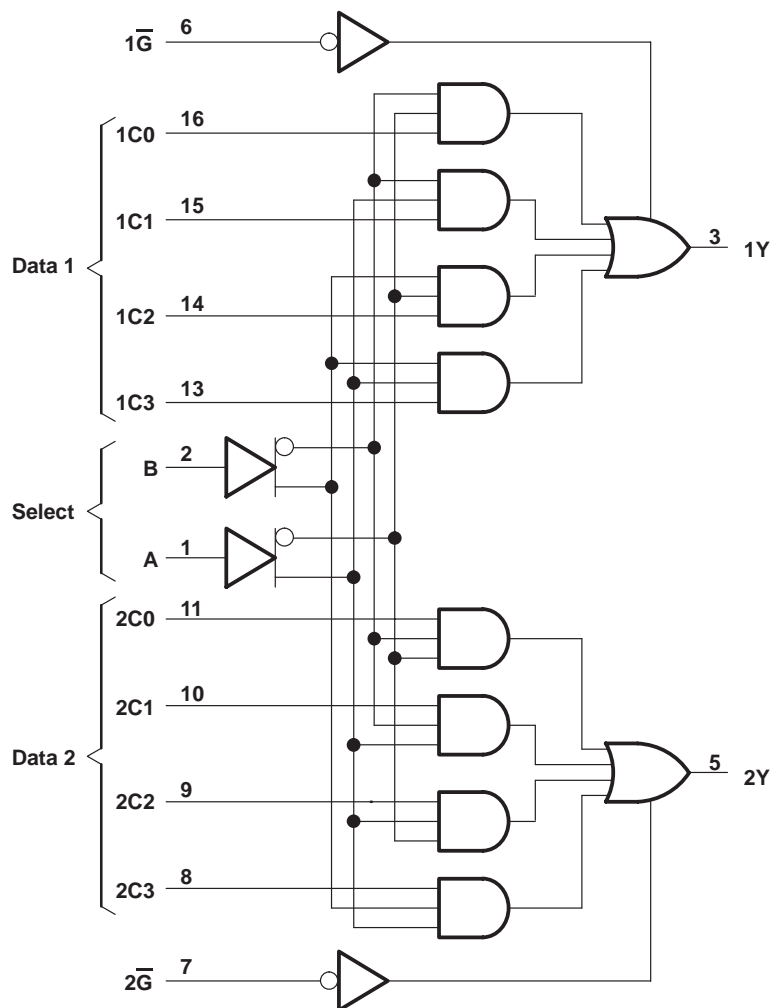 1G̅ 6
1C0 16
1C1 15
Data 1
3 1Y
1C2 14
1C3 13
B 2
Select
A 1
2C0 11
2C1 10
Data 2
5 2Y
2C2 9
2C3 8
2G̅ 7